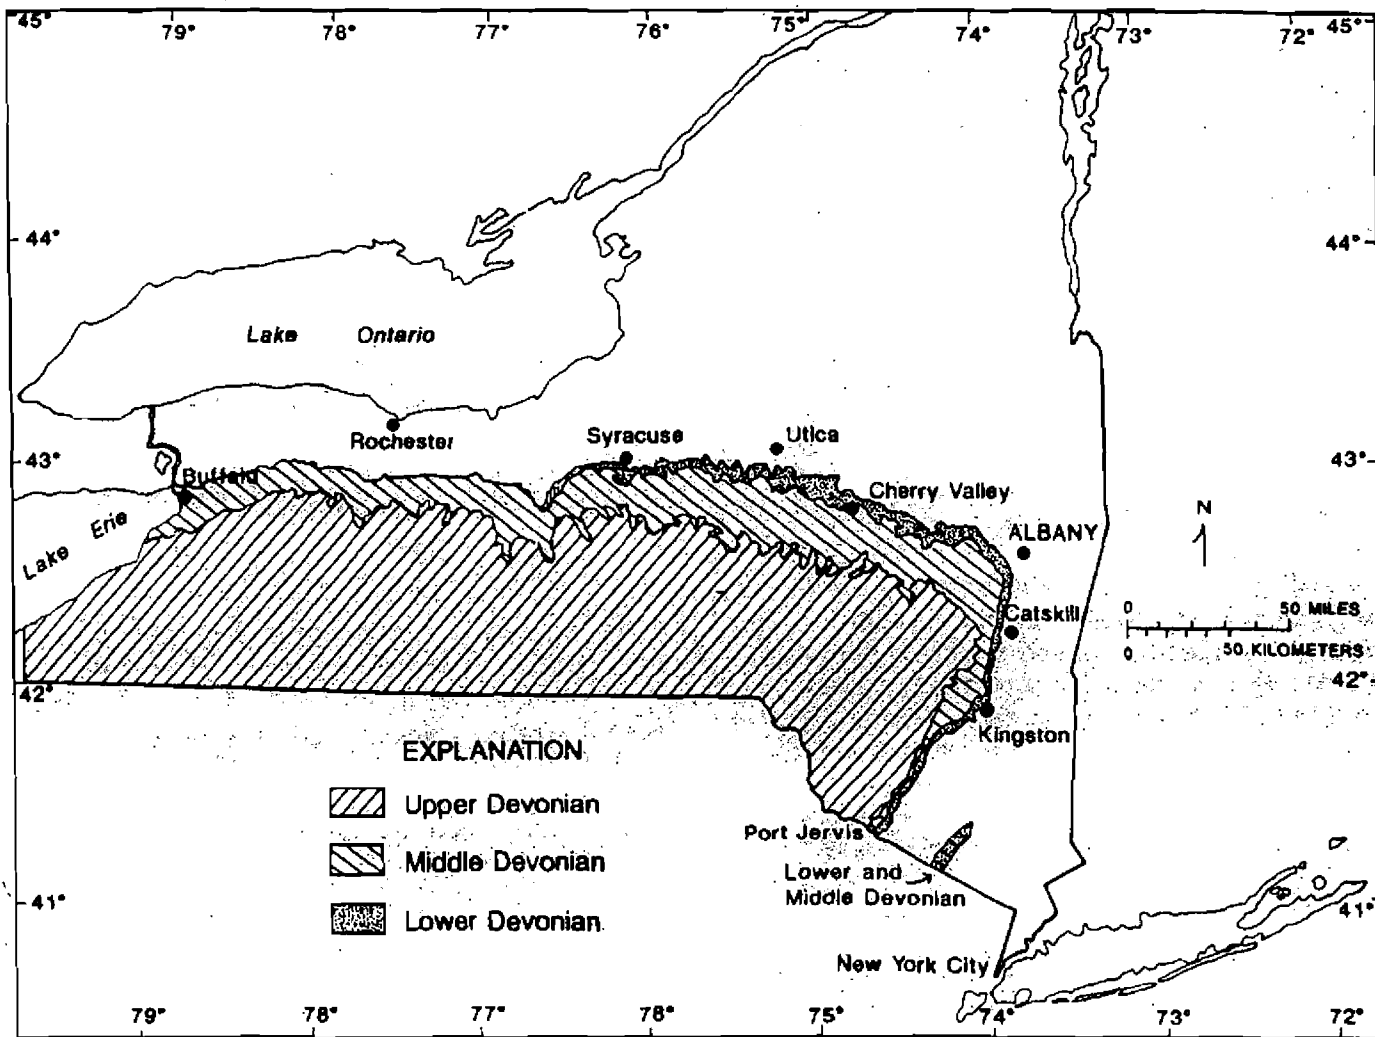 45°
79°
78°
77°
76°
75°
74°
73°
72°
45°
44°
44°
Lake Ontario
Rochester
Syracuse
Utica
43°
43°
Buffalo
Cherry Valley
N
Lake Erie
ALBANY
Catskill
0 50 MILES
0 50 KILOMETERS
42°
42°
Kingston
EXPLANATION
Upper Devonian
Middle Devonian
Lower Devonian
Port Jervis
Lower and
Middle Devonian
41°
41°
New York City
79°
78°
77°
78°
75°
74°
73°
72°